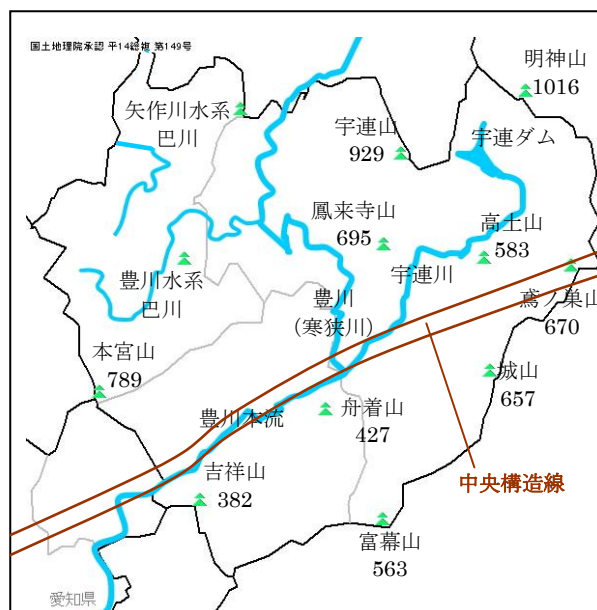 国土地理院承認 平14総複 第149号
明神山
1016
矢作川水系
巴川
宇連山
929
宇連ダム
鳳来寺山
695
高土山
583
宇連川
豊川水系
巴川
豊川
(寒狭川)
鳶ノ巣山
670
本宮山
789
城山
657
豊川本流
舟着山
427
中央構造線
吉祥山
382
富幕山
563
愛知県